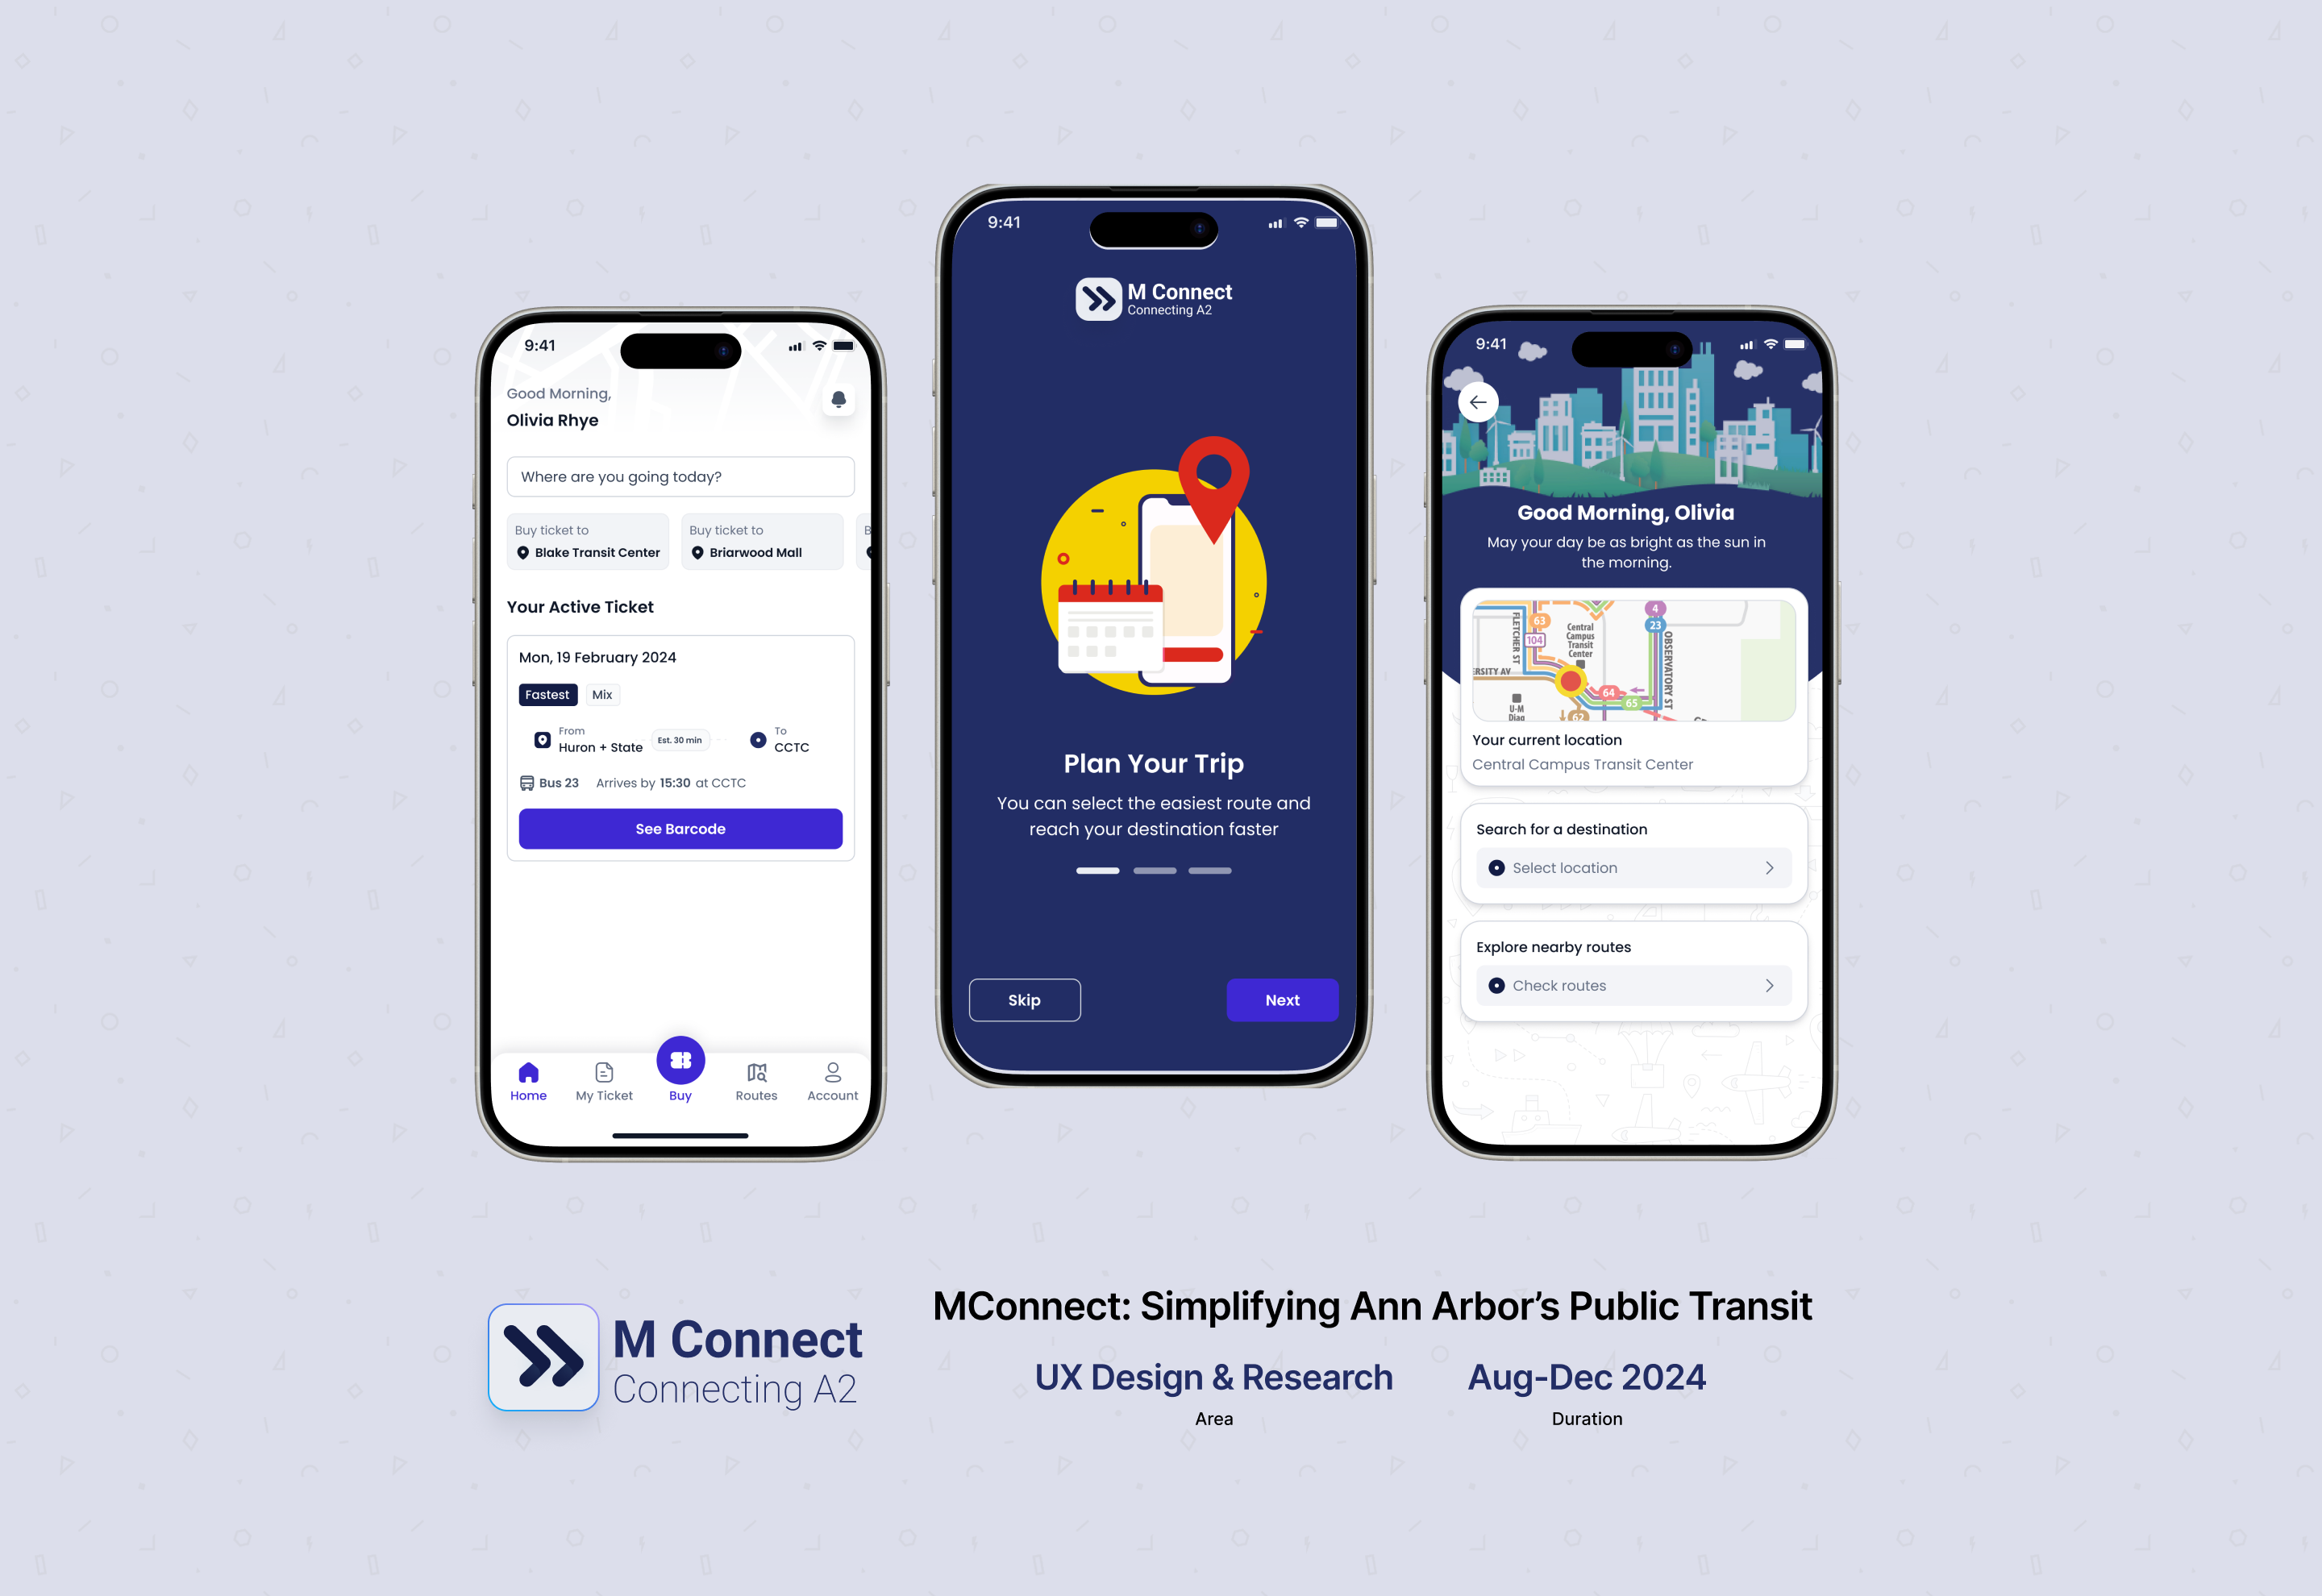 9:41
Good Morning,
Olivia Rhye
Where are you going today?
Buy ticket to
Blake Transit Center
Buy ticket to
Briarwood Mall
B
Your Active Ticket
Mon, 19 February 2024
Fastest Mix
From
Huron + State
Est. 30 min
To
CCTC
Bus 23 Arrives by 15:30 at CCTC
See Barcode
Home My Ticket Buy Routes Account
9:41
M Connect
Connecting A2
Plan Your Trip
You can select the easiest route and
reach your destination faster
Skip Next
9:41
Good Morning, Olivia
May your day be as bright as the sun in
the morning.
FLETCHER ST
63
104
Central
Campus
Transit
Center
4
23
OBSERVATORY ST
ERSITY AV
64
65
62
U-M
Diag
Your current location
Central Campus Transit Center
Search for a destination
Select location
Explore nearby routes
Check routes
M Connect
Connecting A2
MConnect: Simplifying Ann Arbor’s Public Transit
UX Design & Research
Area
Aug-Dec 2024
Duration